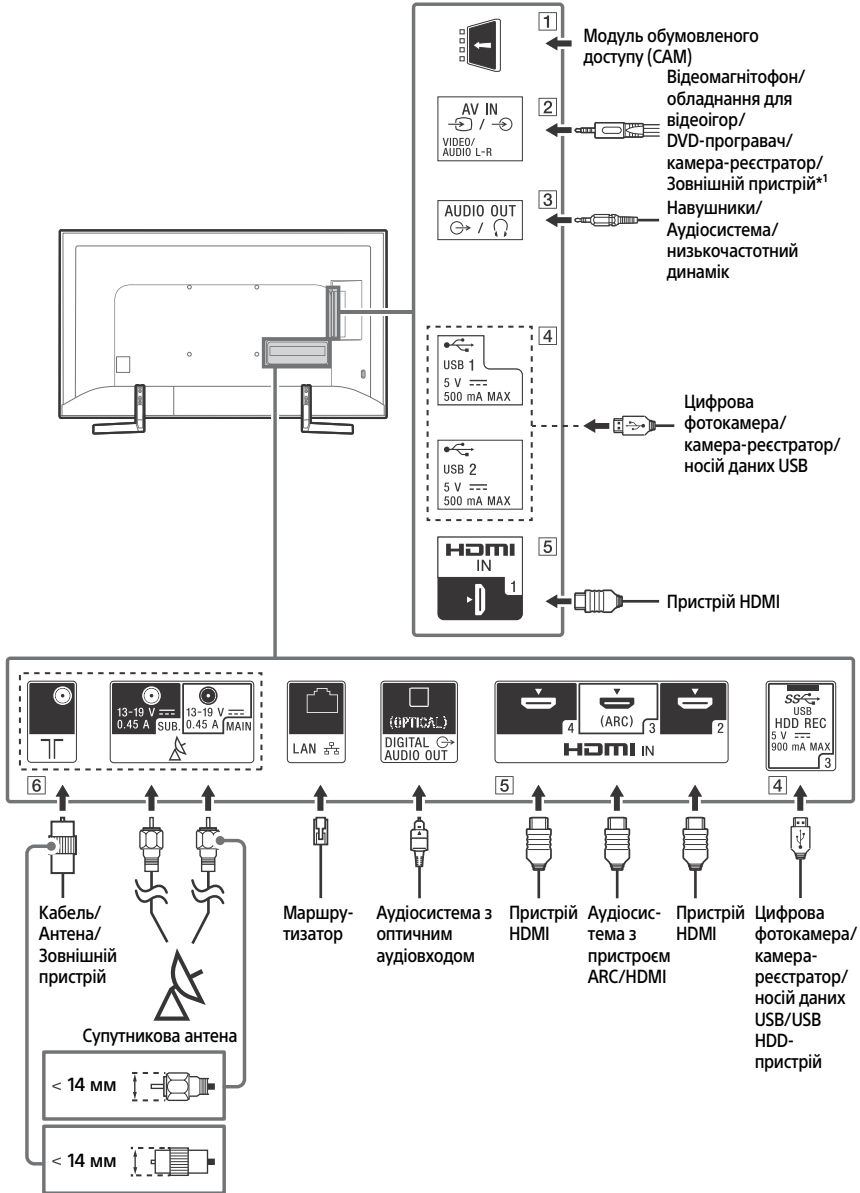 1
Модуль обумовленого
доступу (CAM)
AV IN
/
VIDEO/
AUDIO L-R
2
Відеомагнітофон/
обладнання для
відеоігор/
DVD-програвач/
камера-реєстратор/
Зовнішній пристрій*1
AUDIO OUT
/
3
Навушники/
Аудіосистема/
низькочастотний
динамік
4
USB 1
5 V
500 mA MAX
USB 2
5 V
500 mA MAX
Цифрова
фотокамера/
камера-реєстратор/
носій даних USB
HDMI
IN
1
5
Пристрій HDMI
13-19 V
0.45 A
SUB.
13-19 V
0.45 A
MAIN
LAN
(OPTICAL)
DIGITAL
AUDIO OUT
4
(ARC)
3
2
HDMI IN
SS
USB
HDD REC
5 V
900 mA MAX
3
6
5
4
Кабель/
Антена/
Зовнішній
пристрій
Супутникова антена
Маршру-
тизатор
Аудіосистема з
оптичним
аудіовходом
Пристрій
HDMI
Аудіосис-
тема з
пристроєм
ARC/HDMI
Пристрій
HDMI
Цифрова
фотокамера/
камера-
реєстратор/
носій даних
USB/USB
HDD-
пристрій
< 14 мм
< 14 мм